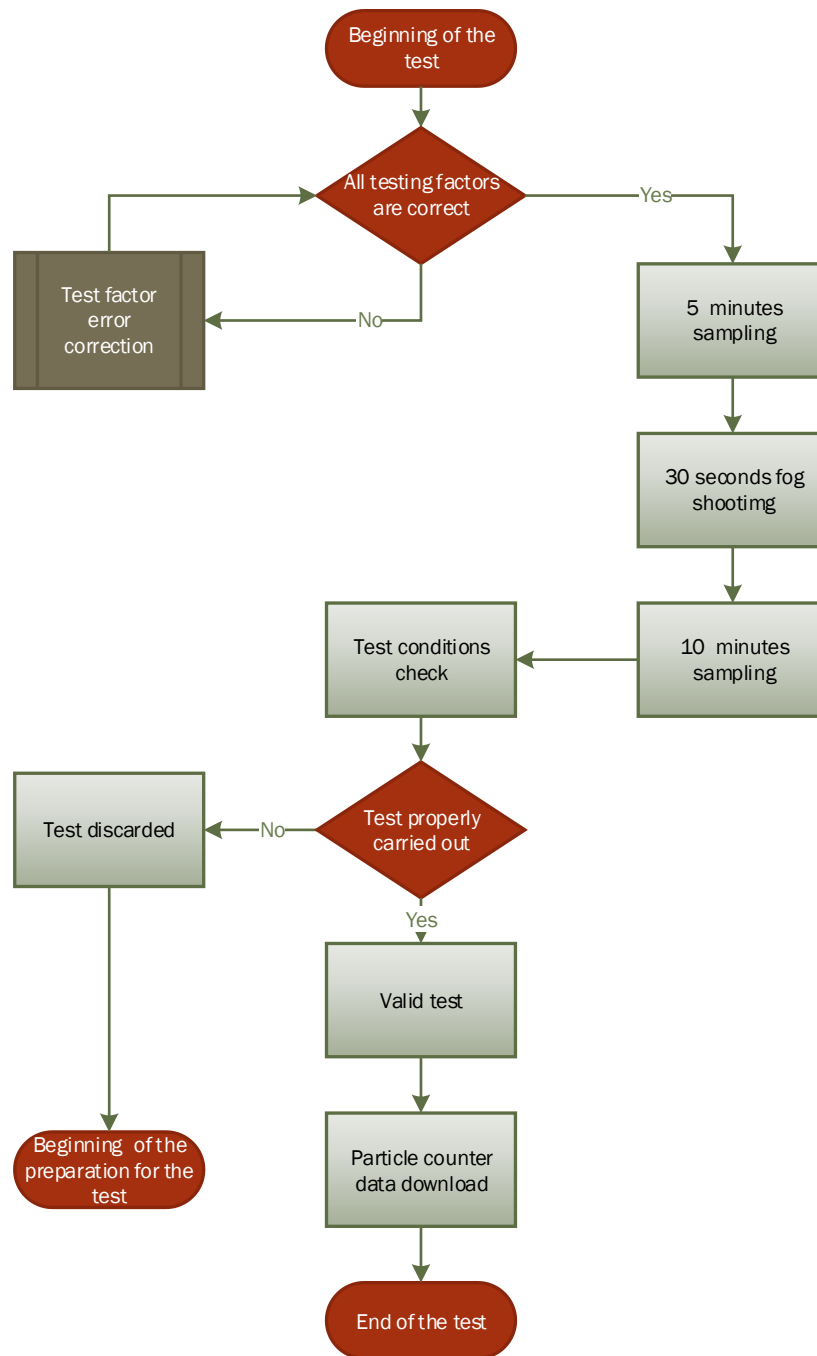 Beginning of the
test
All testing factors
are correct
Yes
No
Test factor
error
correction
5 minutes
sampling
30 seconds fog
shootimg
10 minutes
sampling
Test conditions
check
Test properly
carried out
No
Test discarded
Yes
Valid test
Beginning of the
preparation for the
test
Particle counter
data download
End of the test